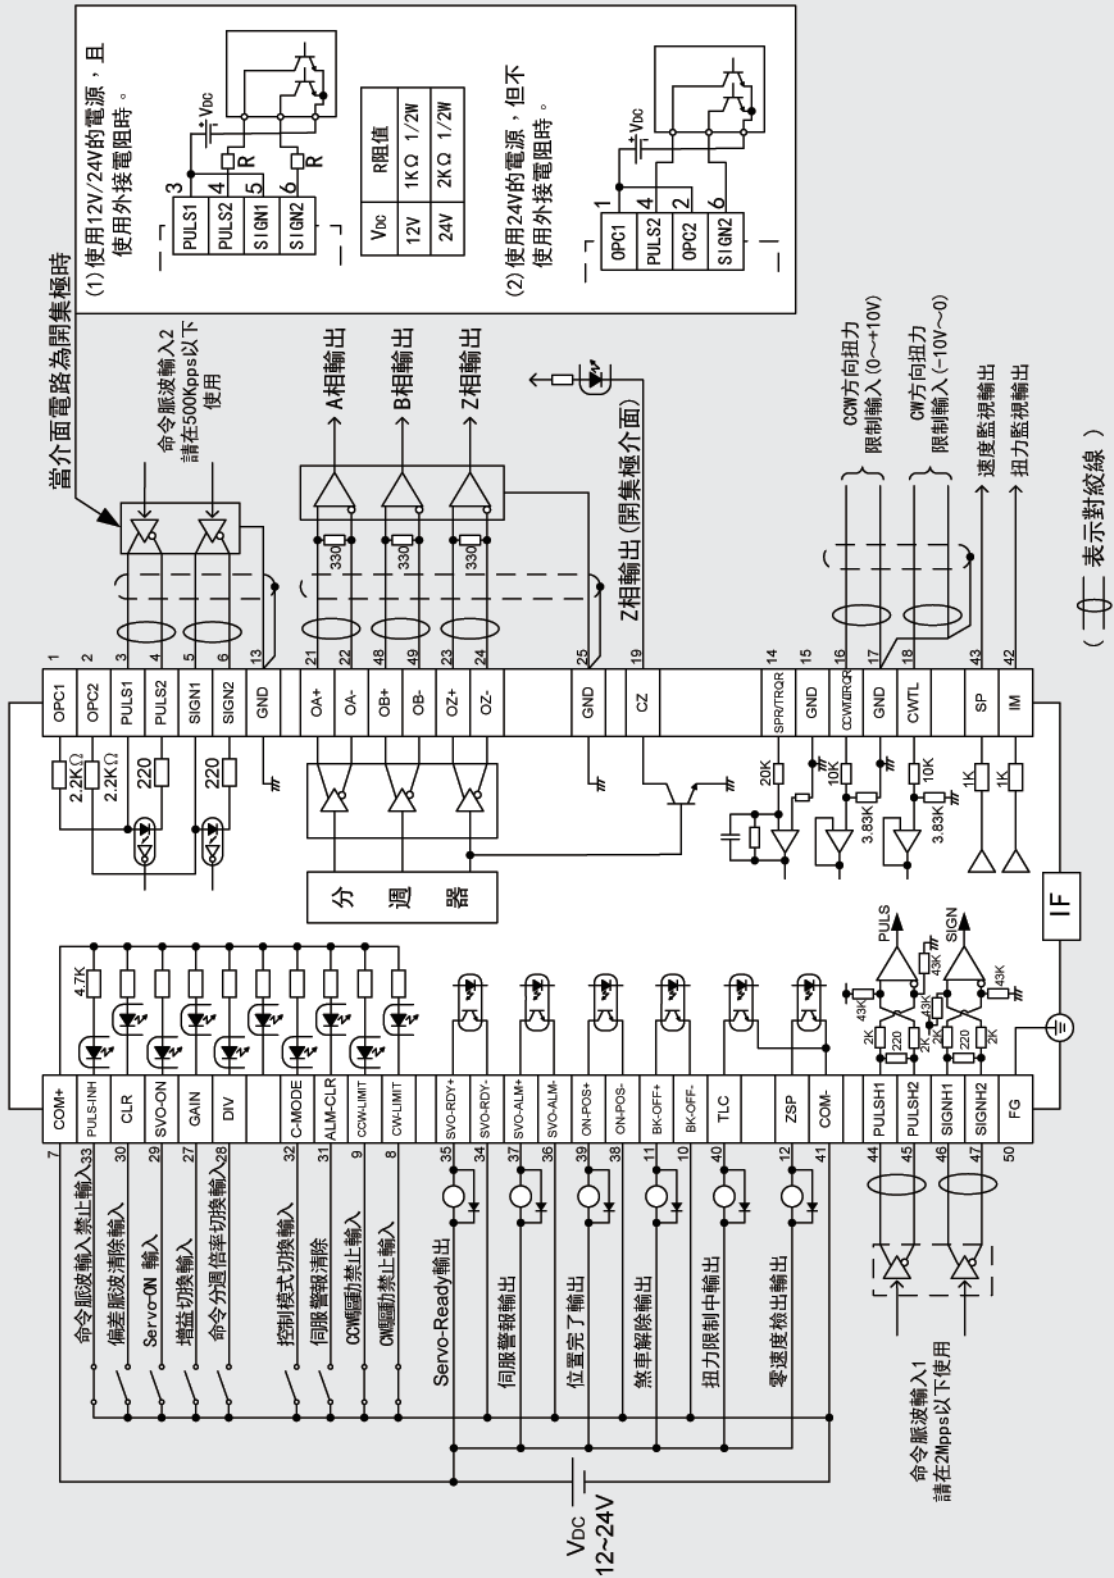 當介面電路為開集極時
(1)使用12V/24V的電源，且
使用外接電阻時。
PULS1
3
PULS2
4
SIGN1
5
SIGN2
6
VDC
R
R
VDC
R阻值
12V
1KΩ 1/2W
24V
2KΩ 1/2W
(2)使用24V的電源，但不
使用外接電阻時。
OPC1
1
PULS2
4
OPC2
2
SIGN2
6
VDC
命令脈波輸入2
請在500Kpps以下
使用
A相輸出
B相輸出
Z相輸出
330
330
330
Z相輸出(開集極介面)
CCW方向扭力
限制輸入(0～+10V)
CW方向扭力
限制輸入(-10V～0)
速度監視輸出
扭力監視輸出
( 表示對絞線 )
1
OPC1
2
OPC2
3
PULS1
4
PULS2
5
SIGN1
6
SIGN2
13
GND
21
OA+
22
OA-
48
OB+
49
OB-
23
OZ+
24
OZ-
25
GND
19
CZ
14
SPR/TRQR
15
GND
16
CCWTL/TRQR
17
GND
18
CWTL
43
SP
42
IM
2.2KΩ
2.2KΩ
220
220
分 週 器
20K
10K
3.83K
10K
3.83K
1K
1K
IF
4.7K
COM+
7
PULS-INH
33
命令脈波輸入禁止輸入
CLR
30
偏差脈波清除輸入
SVO-ON
29
Servo-ON 輸入
GAIN
27
增益切換輸入
DIV
28
命令分週倍率切換輸入
C-MODE
32
控制模式切換輸入
ALM-CLR
31
伺服警報清除
CCW-LIMIT
9
CCW驅動禁止輸入
CW-LIMIT
8
CW驅動禁止輸入
SVO-RDY+
35
SVO-RDY-
34
Servo-Ready輸出
SVO-ALM+
37
SVO-ALM-
36
伺服警報輸出
ON-POS+
39
ON-POS-
38
位置完了輸出
BK-OFF+
11
BK-OFF-
10
煞車解除輸出
TLC
40
扭力限制中輸出
ZSP
12
零速度檢出輸出
COM-
41
PULSH1
44
PULSH2
45
SIGNH1
46
SIGNH2
47
FG
50
2K
220
2K
43K
43K
PULS
2K
220
2K
43K
43K
SIGN
命令脈波輸入1
請在2Mpps以下使用
VDC
12~24V